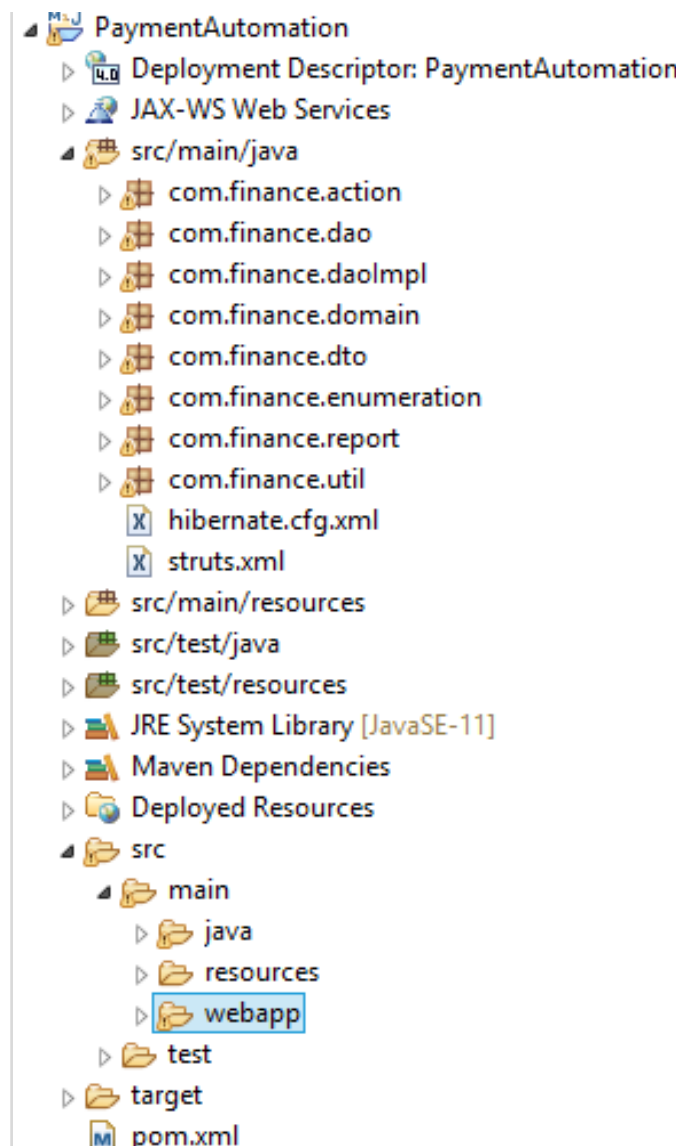 PaymentAutomation
Deployment Descriptor: PaymentAutomation
JAX-WS Web Services
src/main/java
com.finance.action
com.finance.dao
com.finance.daoImpl
com.finance.domain
com.finance.dto
com.finance.enumeration
com.finance.report
com.finance.util
hibernate.cfg.xml
struts.xml
src/main/resources
src/test/java
src/test/resources
JRE System Library [JavaSE-11]
Maven Dependencies
Deployed Resources
src
main
java
resources
webapp
test
target
pom.xml